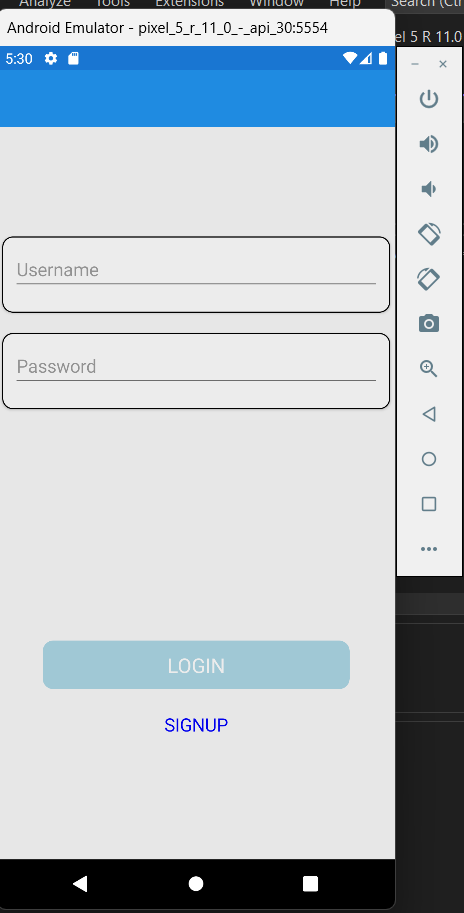 Analyze Tools Extensions Window Help Search (Ctr
Android Emulator - pixel_5_r_11_0_-_api_30:5554
el 5 R 11.0
5:30
Username
Password
LOGIN
SIGNUP